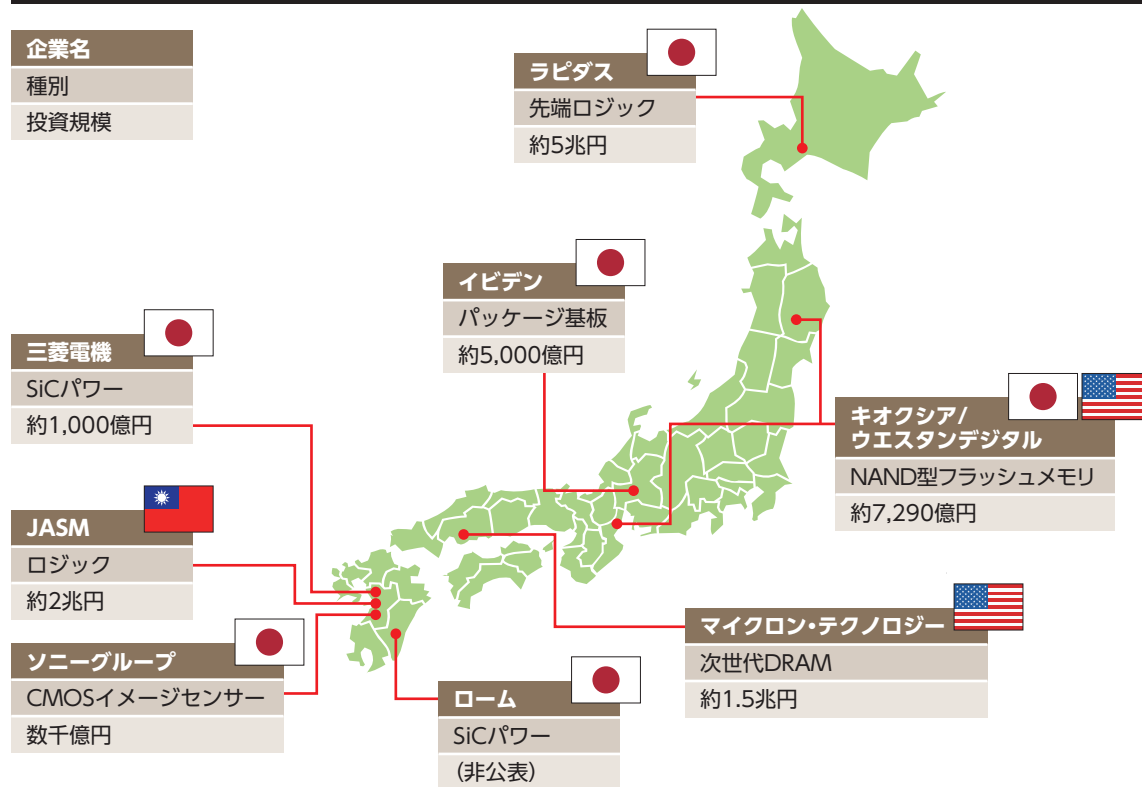 企業名
種別
投資規模
ラピダス
先端ロジック
約5兆円
イビデン
パッケージ基板
約5,000億円
三菱電機
SiCパワー
約1,000億円
キオクシア/
ウエスタンデジタル
NAND型フラッシュメモリ
約7,290億円
JASM
ロジック
約2兆円
マイクロン・テクノロジー
次世代DRAM
約1.5兆円
ソニーグループ
CMOSイメージセンサー
数千億円
ローム
SiCパワー
(非公表)